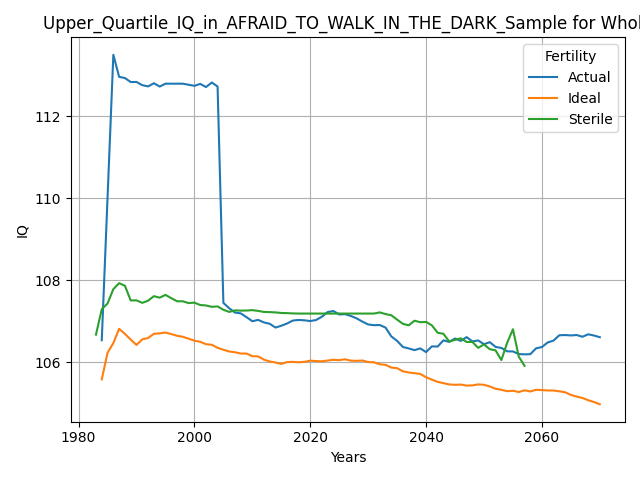 Upper_Quartile_IQ_in_AFRAID_TO_WALK_IN_THE_DARK_Sample for Whol
Fertility
Actual
Ideal
Sterile
112
110
108
106
IQ
1980
2000
2020
2040
2060
Years